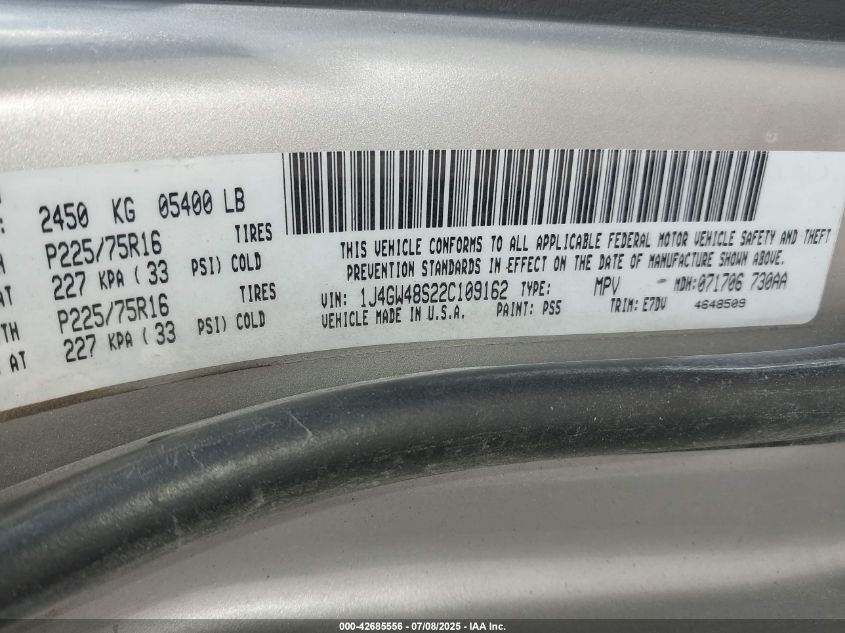 2450 KG 05400 LB
P225/75R16 TIRES
227 KPA ( 33 PSI) COLD
P225/75R16 TIRES
TH
227 KPA ( 33 PSI) COLD
AT
THIS VEHICLE CONFORMS TO ALL APPLICABLE FEDERAL MOTOR VEHICLE SAFETY AND THEFT
PREVENTION STANDARDS IN EFFECT ON THE DATE OF MANUFACTURE SHOWN ABOVE.
VIN: 1J4GW48S22C109162 TYPE: MPV MDH:071706 730AA
VEHICLE MADE IN U.S.A. PAINT: PS5 TRIM: E7DV 4648509
000-42685556 - 07/08/2025 - IAA Inc.